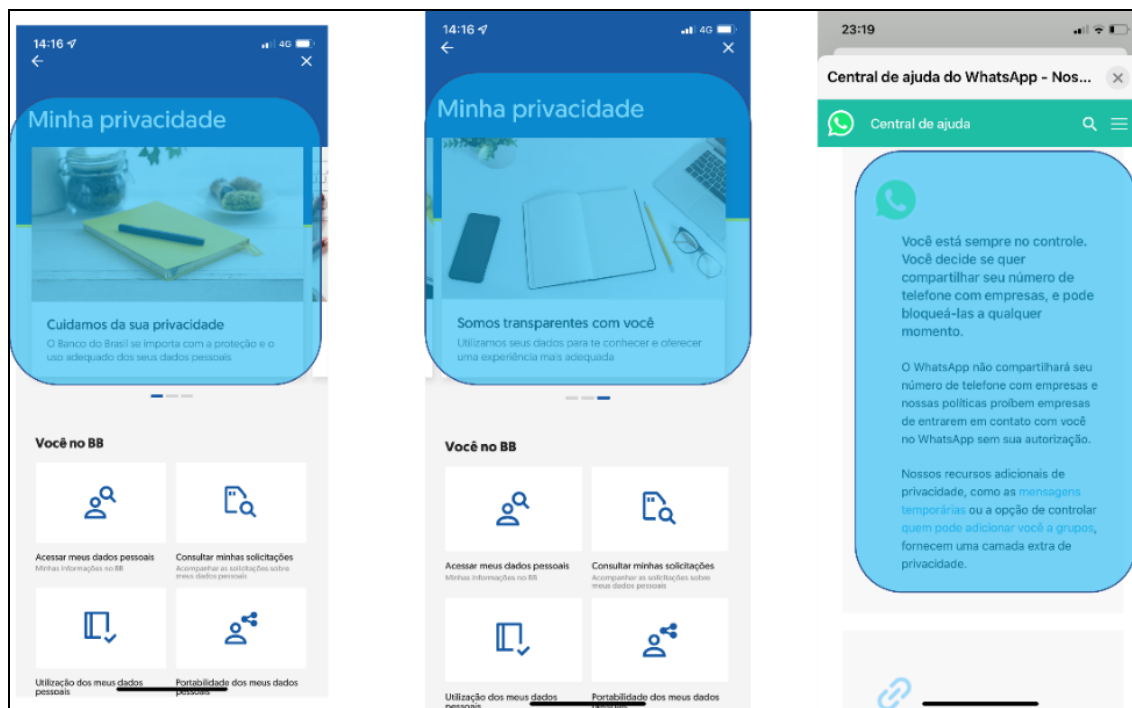 14:16
4G
Minha privacidade
Cuidamos da sua privacidade
O Banco do Brasil se importa com a proteção e o
uso adequado dos seus dados pessoais
Você no BB
Acessar meus dados pessoais
Minhas informações no BB
Consultar minhas solicitações
Acompanhar as solicitações sobre
meus dados pessoais
Utilização dos meus dados
pessoais
Portabilidade dos meus dados
pessoais
14:16
4G
Minha privacidade
Somos transparentes com você
Utilizamos seus dados para te conhecer e oferecer
uma experiência mais adequada
Você no BB
Acessar meus dados pessoais
Minhas informações no BB
Consultar minhas solicitações
Acompanhar as solicitações sobre
meus dados pessoais
Utilização dos meus dados
pessoais
Portabilidade dos meus dados
pessoais
23:19
Central de ajuda do WhatsApp - Nos...
Central de ajuda
Você está sempre no controle.
Você decide se quer
compartilhar seu número de
telefone com empresas, e pode
bloqueá-las a qualquer
momento.
O WhatsApp não compartilhará seu
número de telefone com empresas e
nossas políticas proíbem empresas
de entrarem em contato com você
no WhatsApp sem sua autorização.
Nossos recursos adicionais de
privacidade, como as mensagens
temporárias ou a opção de controlar
quem pode adicionar você a grupos,
fornecem uma camada extra de
privacidade.